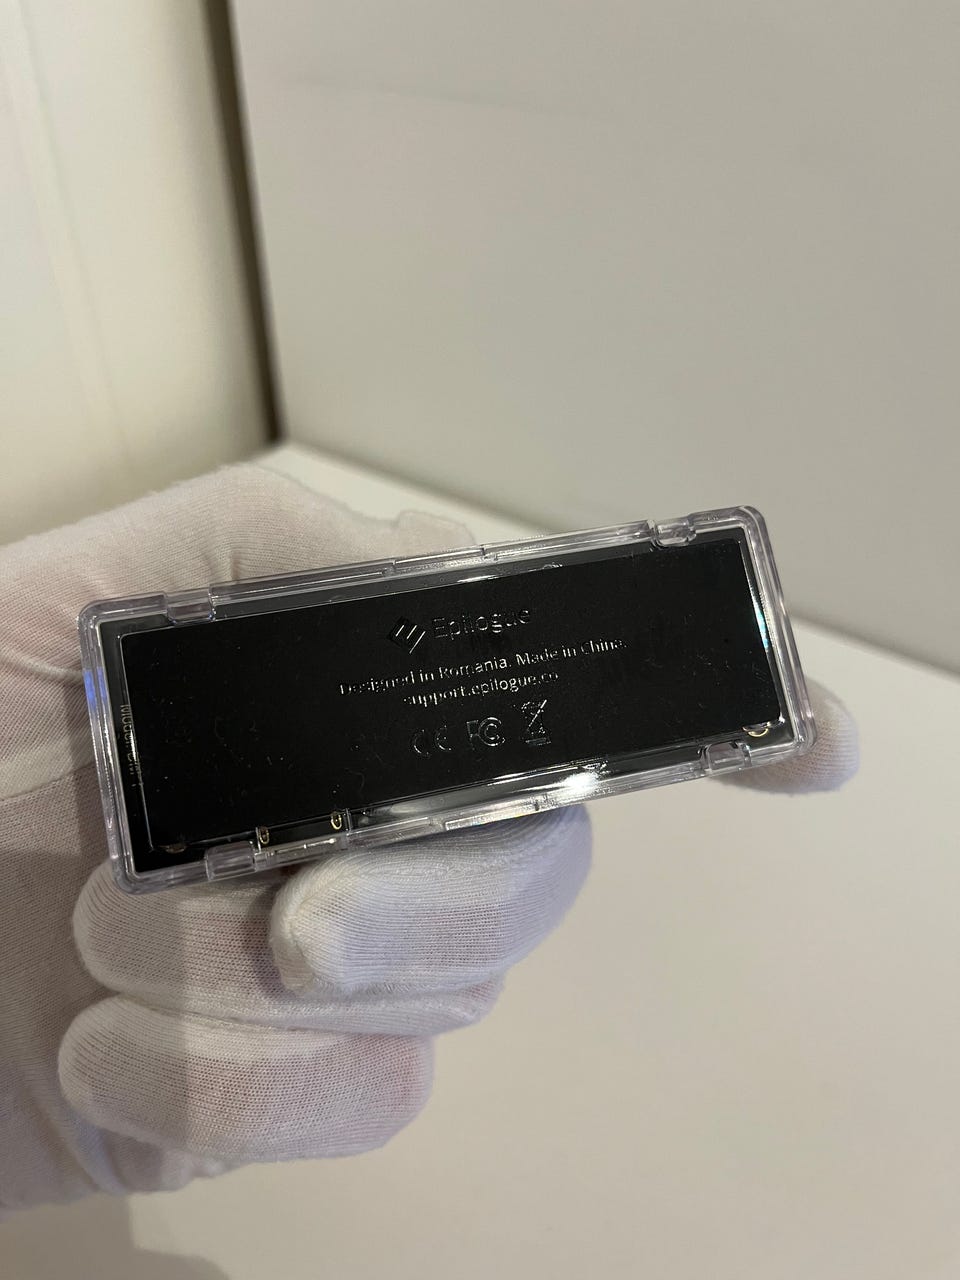 Epilogue
Designed in Romania. Made in China.
support.epilogue.co
CE FC